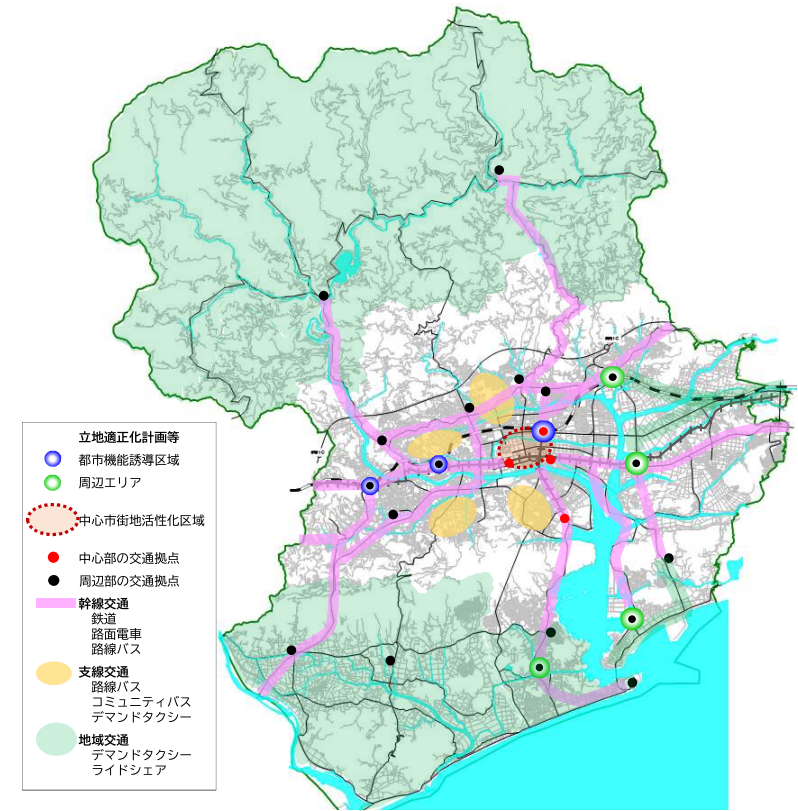 立地適正化計画等
都市機能誘導区域
周辺エリア
中心市街地活性化区域
中心部の交通拠点
周辺部の交通拠点
幹線交通
鉄道
路面電車
路線バス
支線交通
路線バス
コミュニティバス
デマンドタクシー
地域交通
デマンドタクシー
ライドシェア